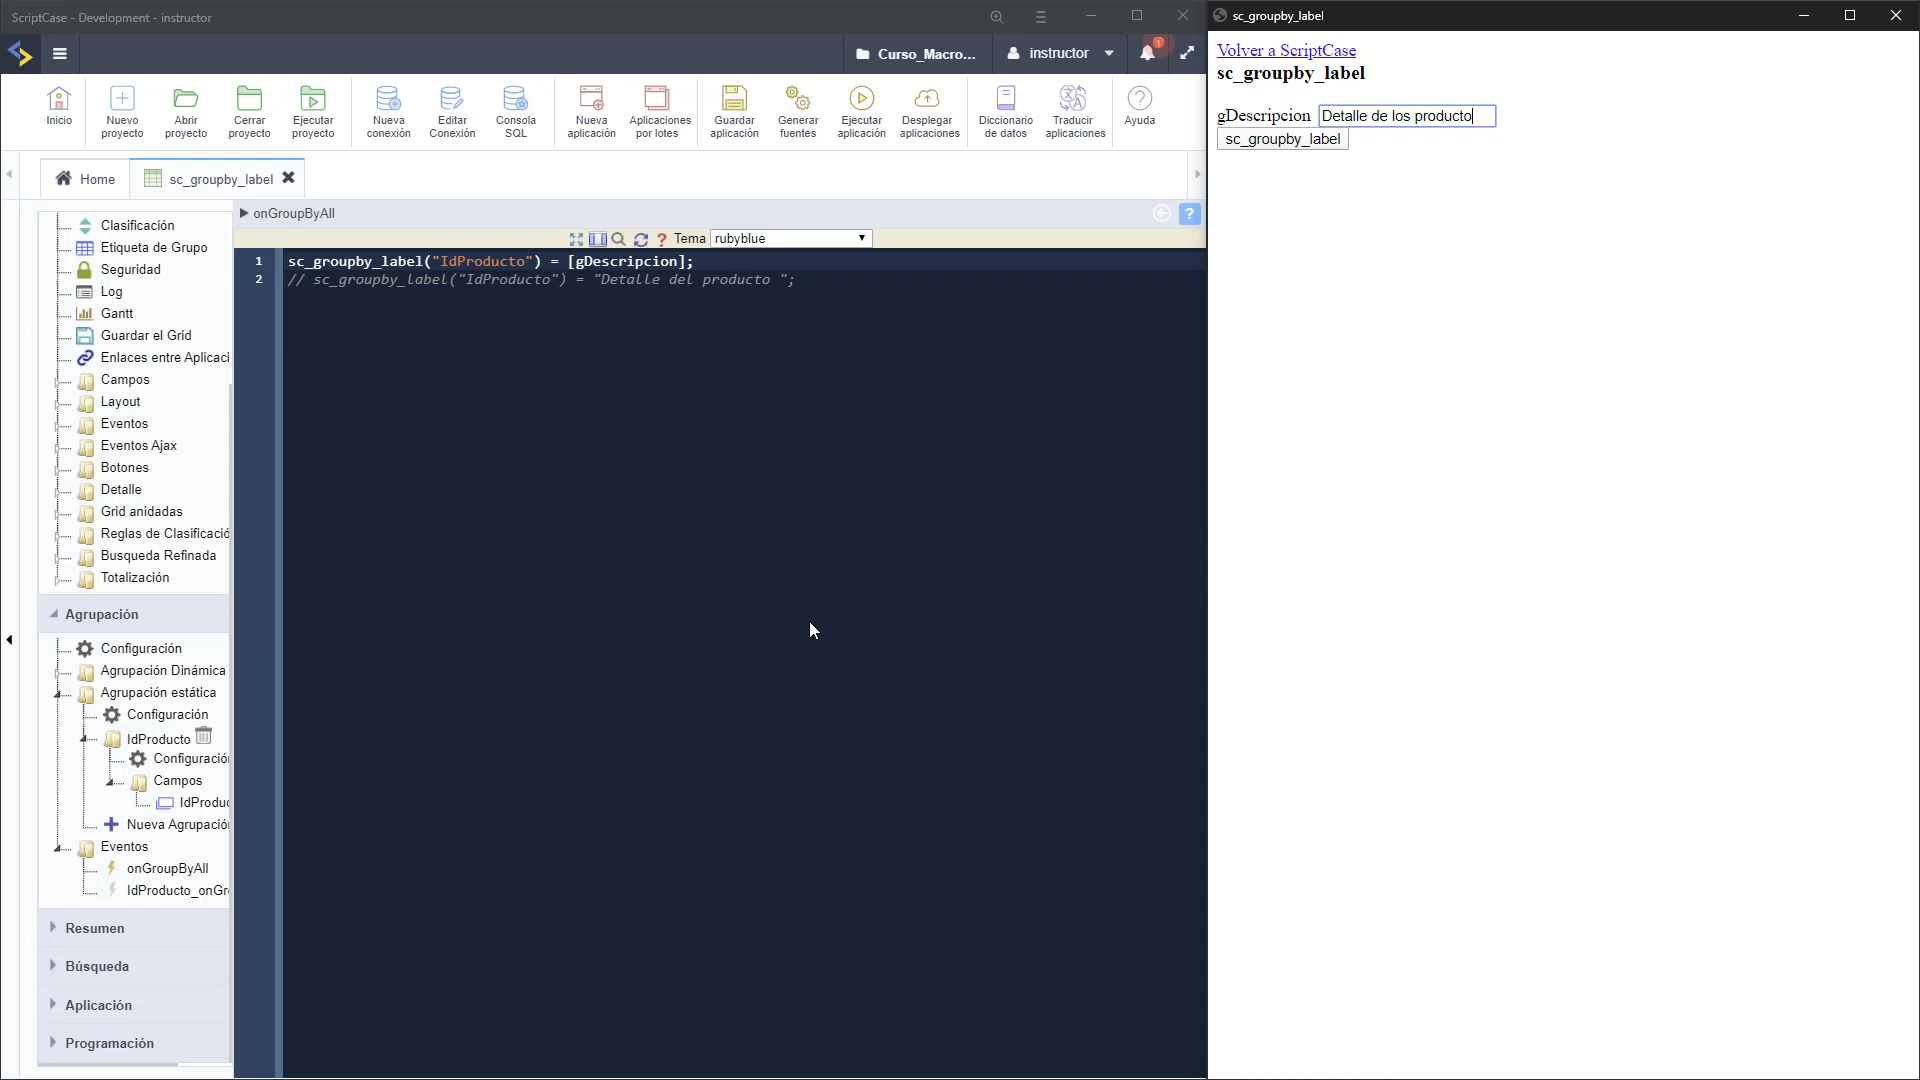 ScriptCase - Development - instructor
Curso_Macro...
instructor
1
Inicio
Nuevo proyecto
Abrir proyecto
Cerrar proyecto
Ejecutar proyecto
Nueva conexión
Editar Conexión
Consola SQL
Nueva aplicación
Aplicaciones por lotes
Guardar aplicación
Generar fuentes
Ejecutar aplicación
Desplegar aplicaciones
Diccionario de datos
Traducir aplicaciones
Ayuda
Home
sc_groupby_label
Clasificación
Etiqueta de Grupo
Seguridad
Log
Gantt
Guardar el Grid
Enlaces entre Aplicaci
Campos
Layout
Eventos
Eventos Ajax
Botones
Detalle
Grid anidadas
Reglas de Clasificació
Busqueda Refinada
Totalización
Agrupación
Configuración
Agrupación Dinámica
Agrupación estática
Configuración
IdProducto
Configuració
Campos
IdProdu
Nueva Agrupació
Eventos
onGroupByAll
IdProducto_onGr
Resumen
Búsqueda
Aplicación
Programación
onGroupByAll
?
? Tema rubyblue
1 sc_groupby_label("IdProducto") = [gDescripcion];
2 // sc_groupby_label("IdProducto") = "Detalle del producto ";
sc_groupby_label
Volver a ScriptCase
sc_groupby_label
gDescripcion Detalle de los producto
sc_groupby_label